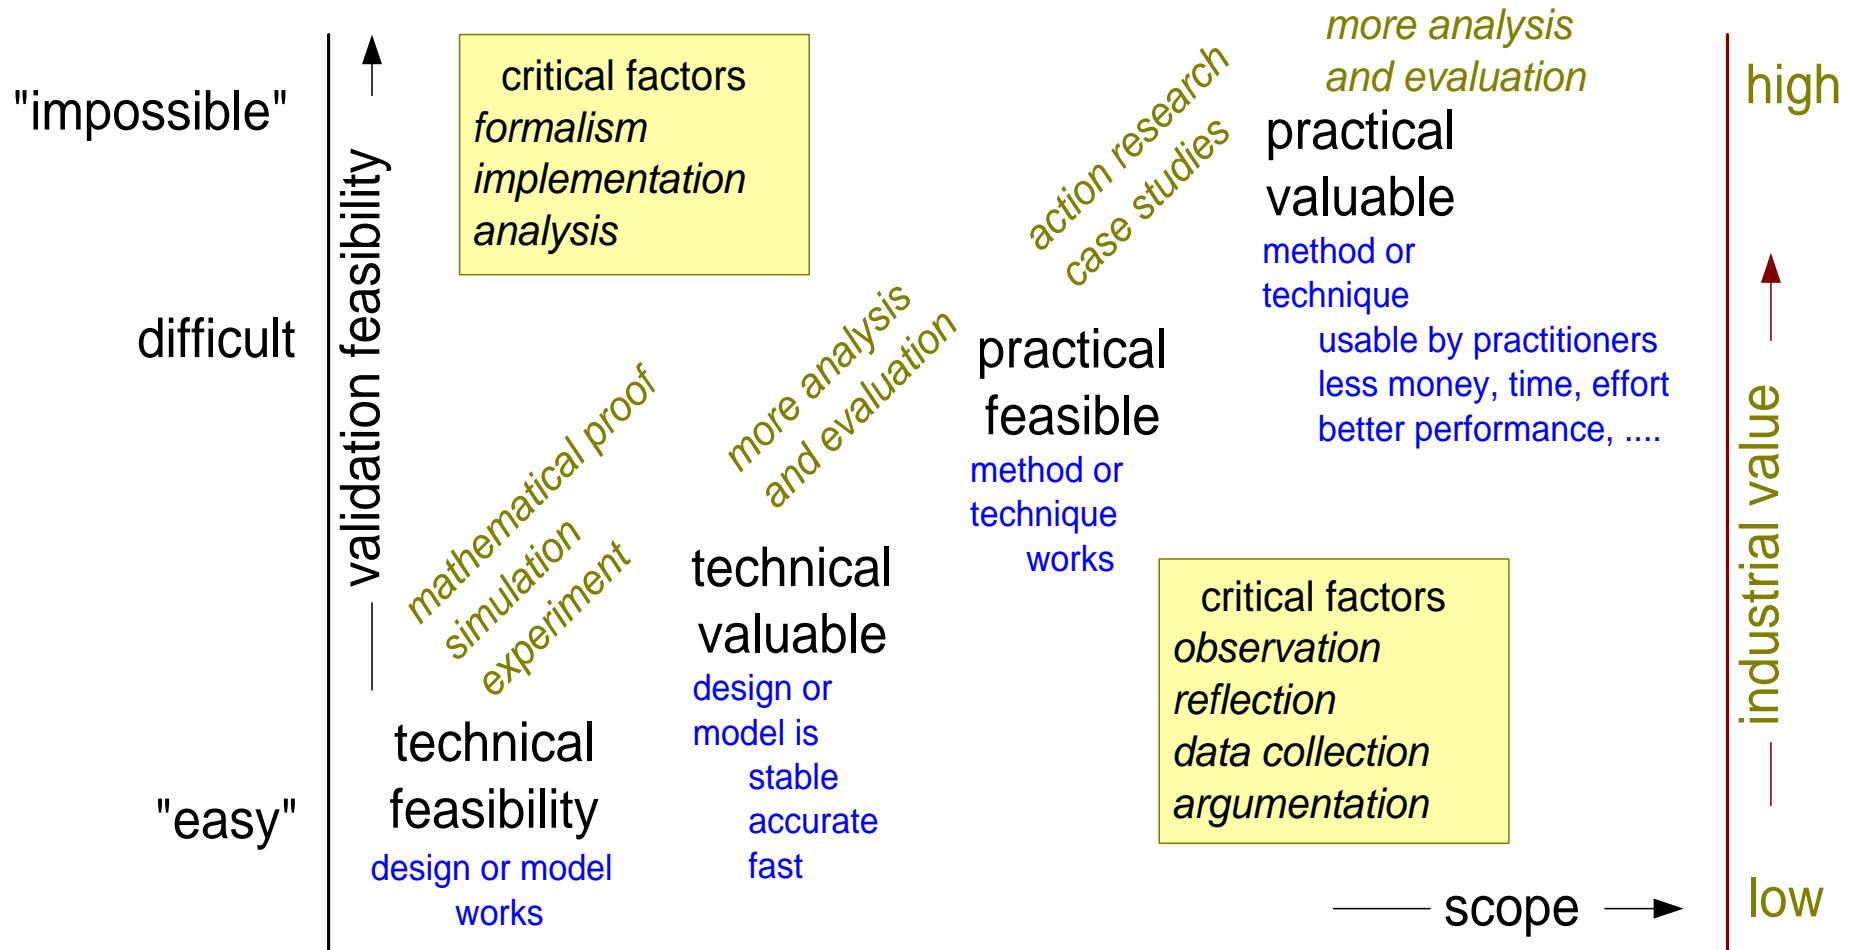 "impossible"
difficult
"easy"
validation feasibility
critical factors
formalism
implementation
analysis
mathematical proof
simulation
experiment
technical
feasibility
design or model
works
more analysis
and evaluation
technical
valuable
design or
model is
stable
accurate
fast
action research
case studies
practical
feasible
method or
technique
works
more analysis
and evaluation
practical
valuable
method or
technique
usable by practitioners
less money, time, effort
better performance, ....
critical factors
observation
reflection
data collection
argumentation
scope
high
industrial value
low